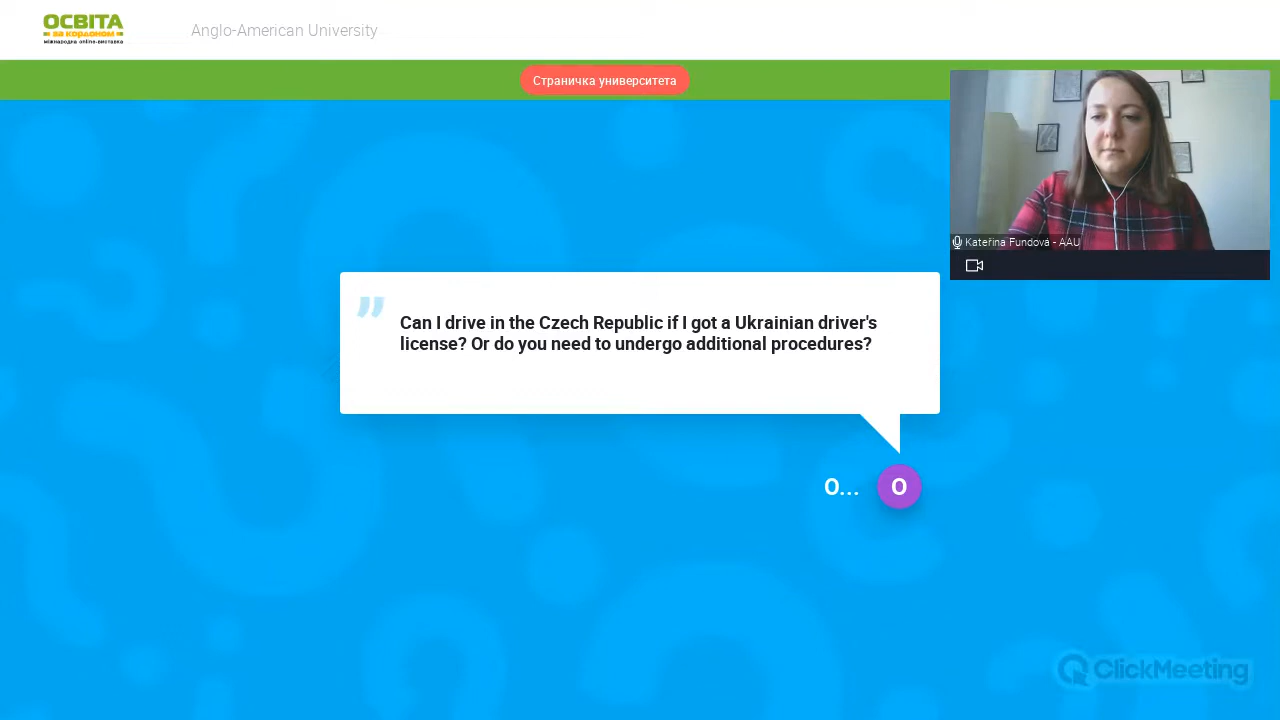 ОСВІТА
за кордоном
міжнародна online-виставка
Anglo-American University
Страничка университета
Kateřina Fundová - AAU
Can I drive in the Czech Republic if I got a Ukrainian driver's
license? Or do you need to undergo additional procedures?
O...
O
ClickMeeting